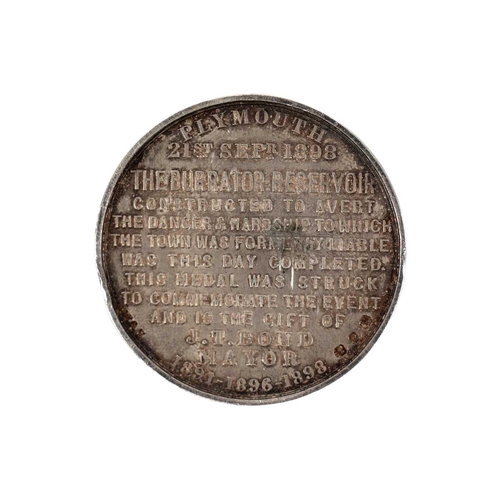 PLYMOUTH
21ST SEPT 1898
THE BURRATOR RESERVOIR
CONSTRUCTED TO AVERT
THE DANGER & HARDSHIP TO WHICH
THE TOWN WAS FORMERLY LIABLE,
WAS THIS DAY COMPLETED.
THIS MEDAL WAS STRUCK
TO COMMEMORATE THE EVENT
AND IS THE GIFT OF
J.T. BOND
MAYOR
1891-1896-1898